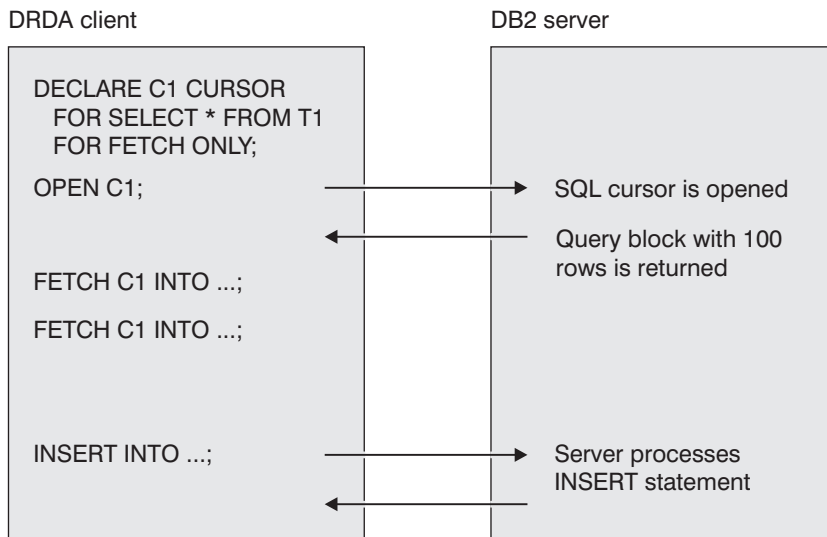 DRDA client
DB2 server
DECLARE C1 CURSOR
FOR SELECT * FROM T1
FOR FETCH ONLY;
OPEN C1;
SQL cursor is opened
Query block with 100
rows is returned
FETCH C1 INTO ...;
FETCH C1 INTO ...;
INSERT INTO ...;
Server processes
INSERT statement